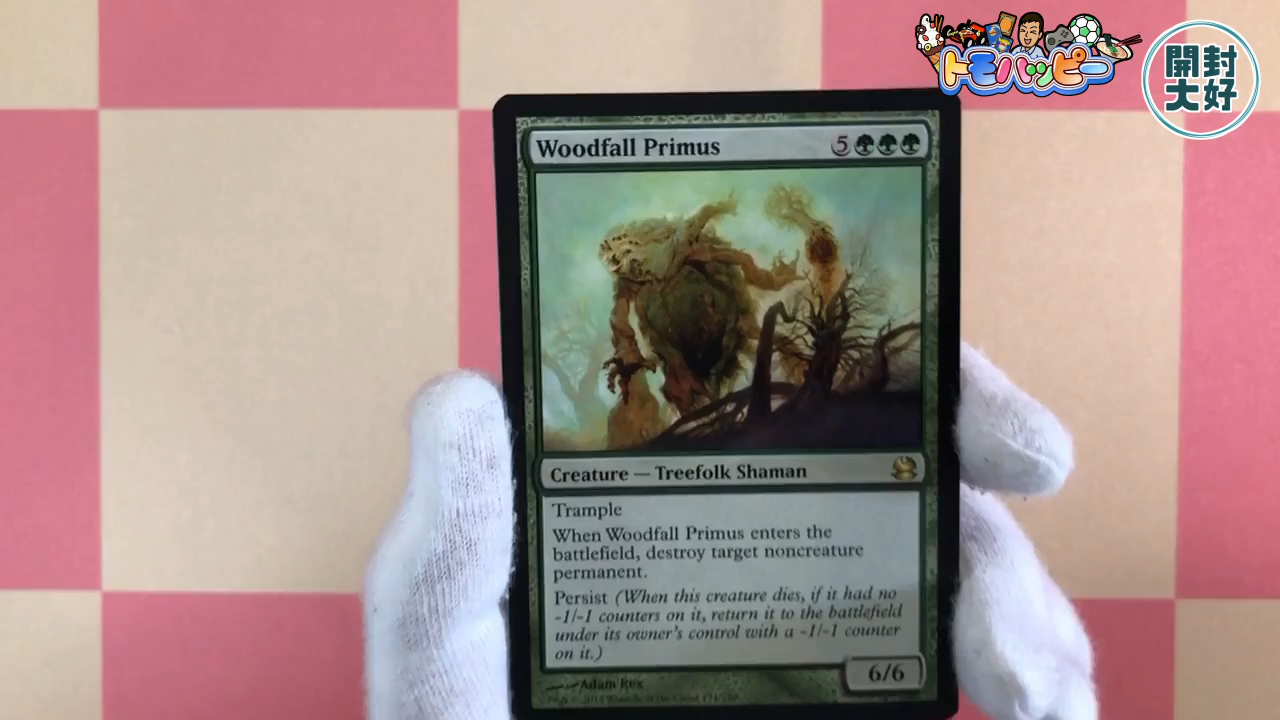 トモハッピー
開封
大好
Woodfall Primus 5
Creature — Treefolk Shaman
Trample
When Woodfall Primus enters the
battlefield, destroy target noncreature
permanent.
Persist (When this creature dies, if it had no
-1/-1 counters on it, return it to the battlefield
under its owner's control with a -1/-1 counter
on it.)
6/6
Adam Rex